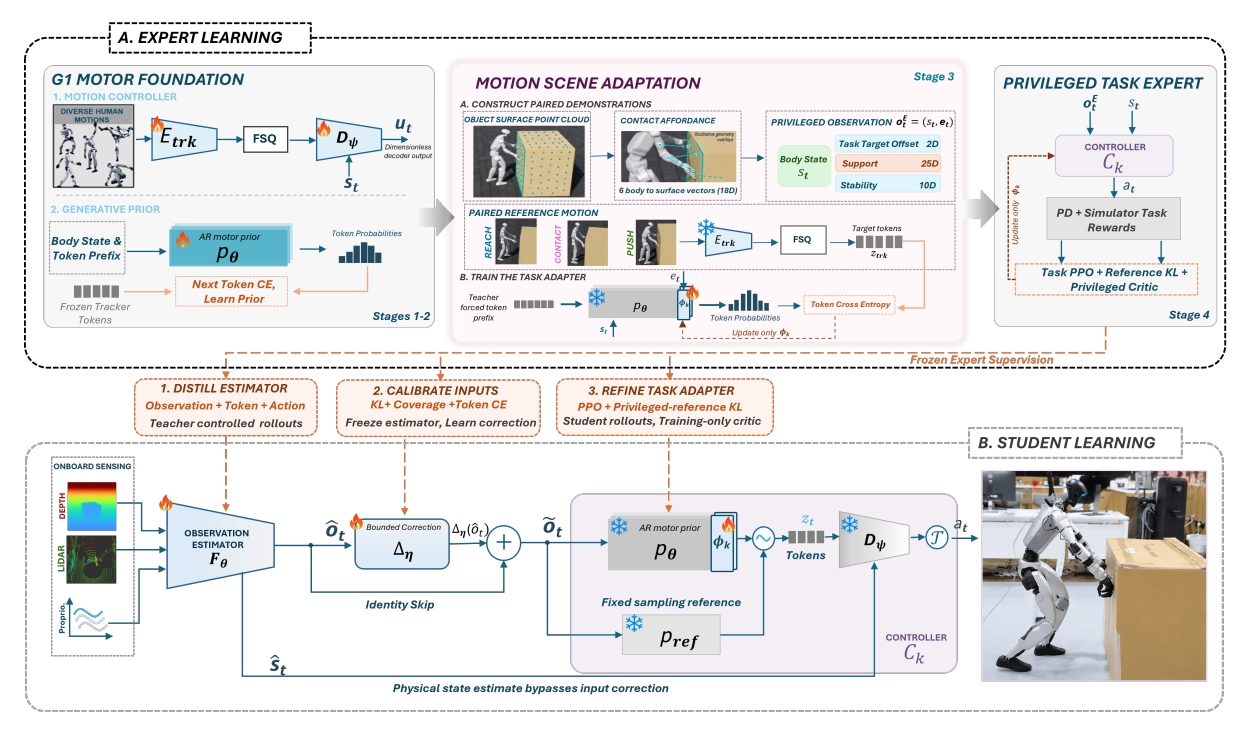 A. EXPERT LEARNING
G1 MOTOR FOUNDATION
1. MOTION CONTROLLER
DIVERSE HUMAN
MOTIONS
E_trk
FSQ
D_ψ
u_t
Dimensionless
decoder output
s_t
2. GENERATIVE PRIOR
Body State &
Token Prefix
AR motor prior
p_θ
Token Probabilities
Next Token CE,
Learn Prior
Frozen Tracker
Tokens
Stages 1-2
MOTION SCENE ADAPTATION
Stage 3
A. CONSTRUCT PAIRED DEMONSTRATIONS
OBJECT SURFACE POINT CLOUD
CONTACT AFFORDANCE
Illustrative geometry
overlays
6 body to surface vectors (18D)
PRIVILEGED OBSERVATION o_t^E = (s_t, e_t)
Body State
s_t
Task Target Offset 2D
Support 25D
Stability 10D
PAIRED REFERENCE MOTION
REACH
CONTACT
PUSH
E_trk
FSQ
Target tokens
z_trk
B. TRAIN THE TASK ADAPTER
e_t
Teacher
forced token
prefix
p_θ
ϕ_k
s_t
Token Probabilities
Token Cross Entropy
Update only ϕ_k
PRIVILEGED TASK EXPERT
o_t^E
s_t
CONTROLLER
C_k
a_t
Update only ϕ_k
PD + Simulator Task
Rewards
Task PPO + Reference KL +
Privileged Critic
Stage 4
Frozen Expert Supervision
1. DISTILL ESTIMATOR
Observation + Token + Action
Teacher controlled rollouts
2. CALIBRATE INPUTS
KL+ Coverage +Token CE
Freeze estimator, Learn correction
3. REFINE TASK ADAPTER
PPO + Privileged-reference KL
Student rollouts, Training-only critic
B. STUDENT LEARNING
ONBOARD SENSING
DEPTH
LIDAR
Proprio.
OBSERVATION
ESTIMATOR
F_θ
ô_t
Bounded Correction
Δ_η
Δ_η(ô_t)
+
õ_t
Identity Skip
AR motor prior
p_θ
ϕ_k
z_t
Tokens
D_ψ
𝒯
a_t
Fixed sampling reference
p_ref
CONTROLLER
C_k
ŝ_t
Physical state estimate bypasses input correction